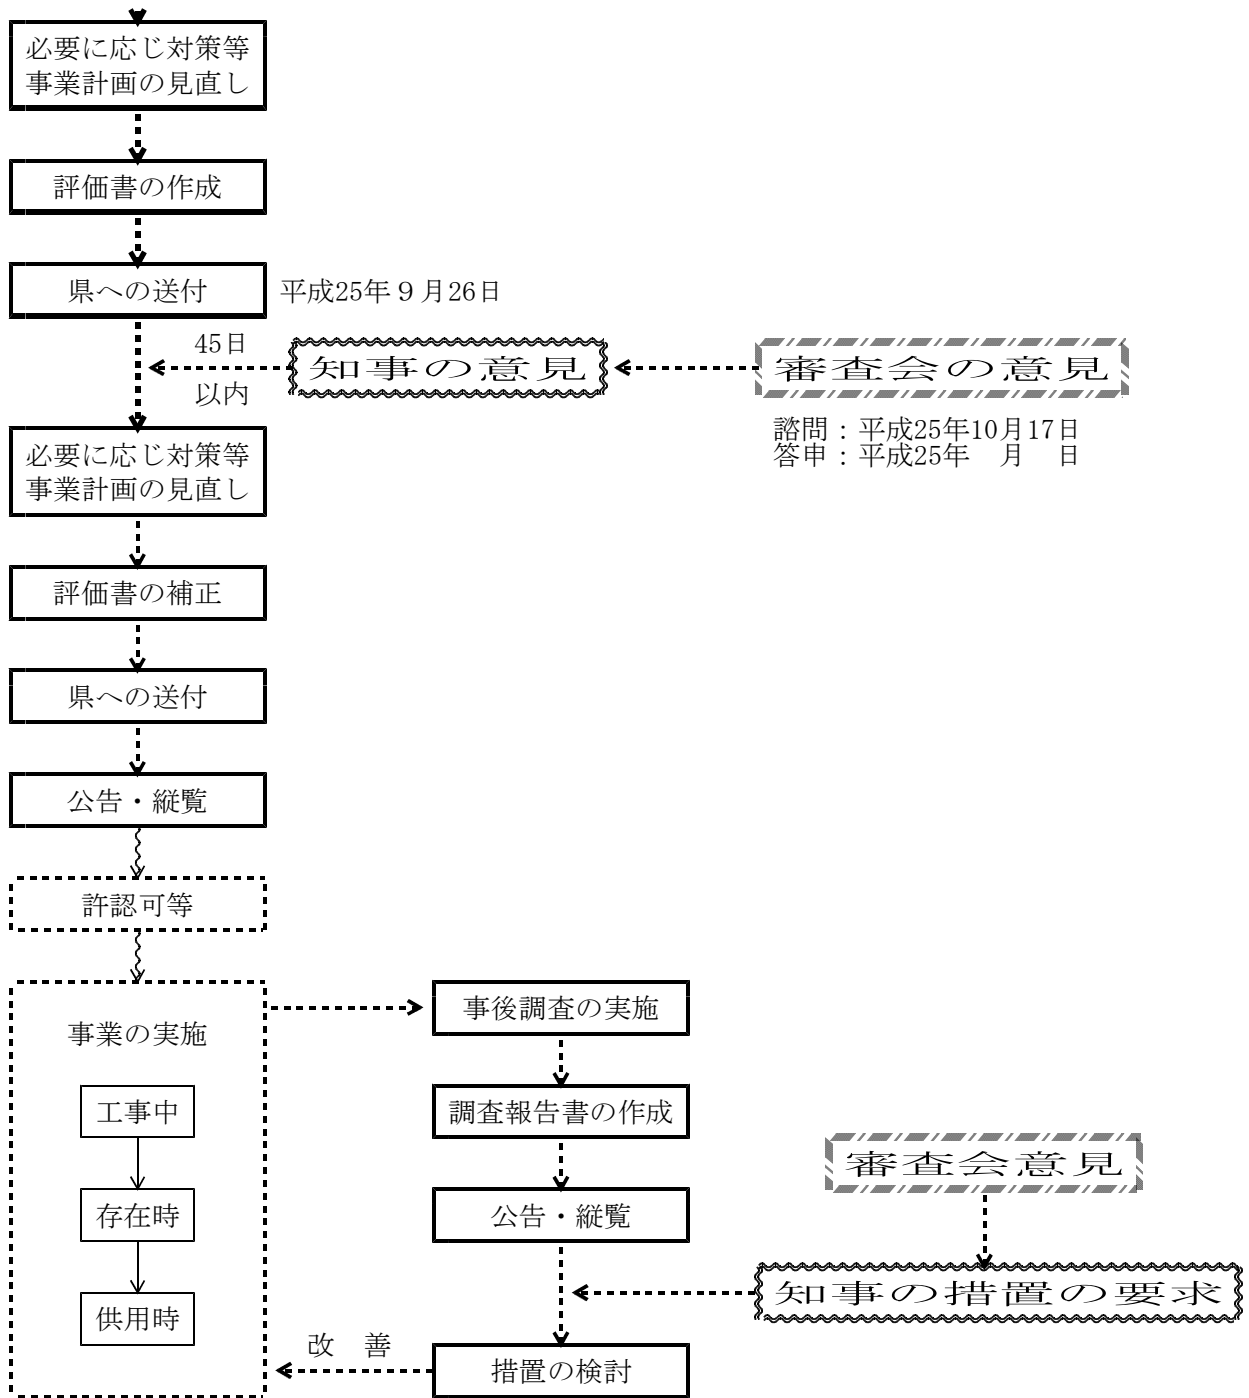 必要に応じ対策等
事業計画の見直し
評価書の作成
県への送付
平成25年9月26日
45日
以内
知事の意見
審査会の意見
諮問：平成25年10月17日
答申：平成25年　月　日
必要に応じ対策等
事業計画の見直し
評価書の補正
県への送付
公告・縦覧
許認可等
事業の実施
工事中
存在時
供用時
事後調査の実施
調査報告書の作成
公告・縦覧
審査会意見
知事の措置の要求
改　善
措置の検討